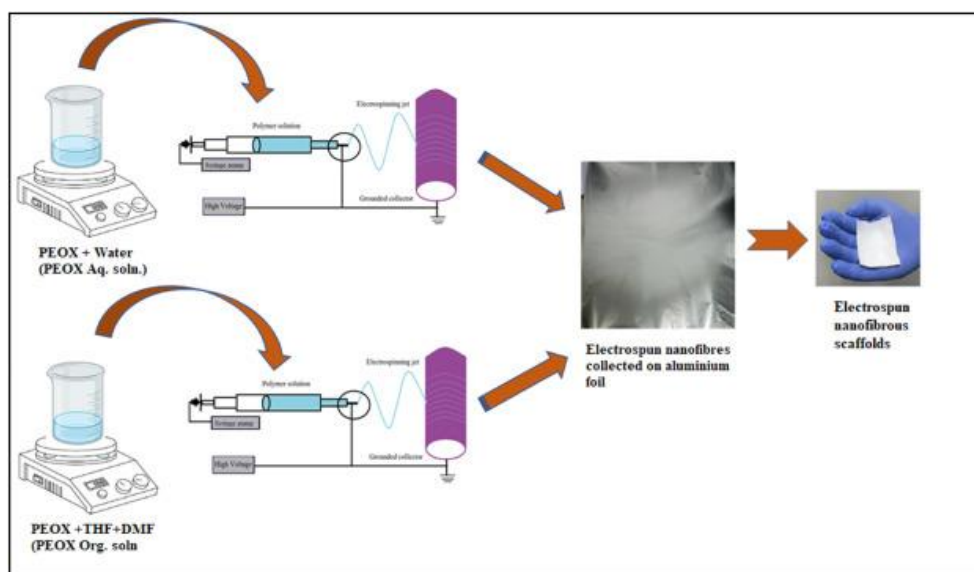 Electrospinning jet
Polymer solution
Syringe pump
High Voltage
Grounded collector
PEOX + Water
(PEOX Aq. soln.)
Electrospinning jet
Polymer solution
Syringe pump
High Voltage
Grounded collector
PEOX +THF+DMF
(PEOX Org. soln
Electrospun nanofibres
collected on aluminium
foil
Electrospun
nanofibrous
scaffolds